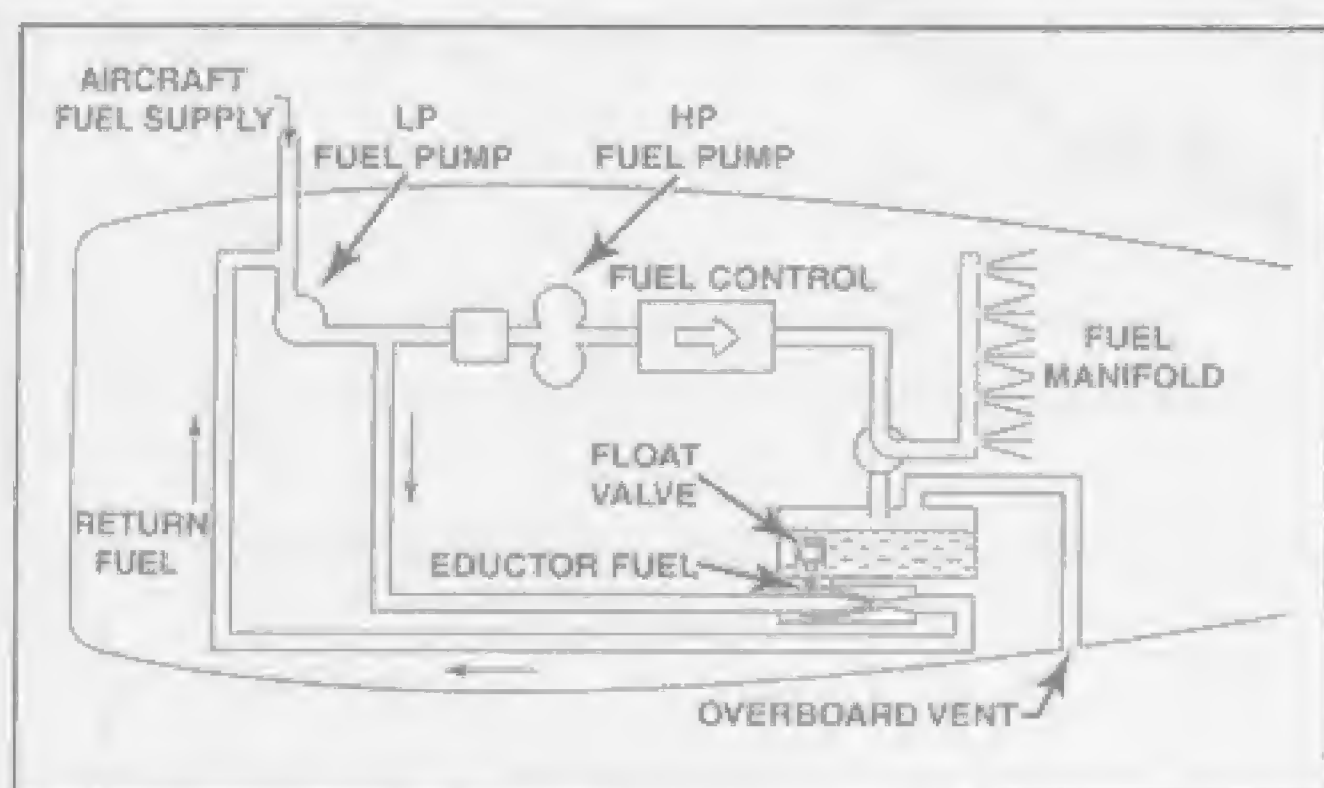 AIRCRAFT
FUEL SUPPLY
LP
FUEL PUMP
HP
FUEL PUMP
FUEL CONTROL
FUEL
MANIFOLD
FLOAT
VALVE
RETURN
FUEL
EDUCTOR FUEL
OVERBOARD VENT